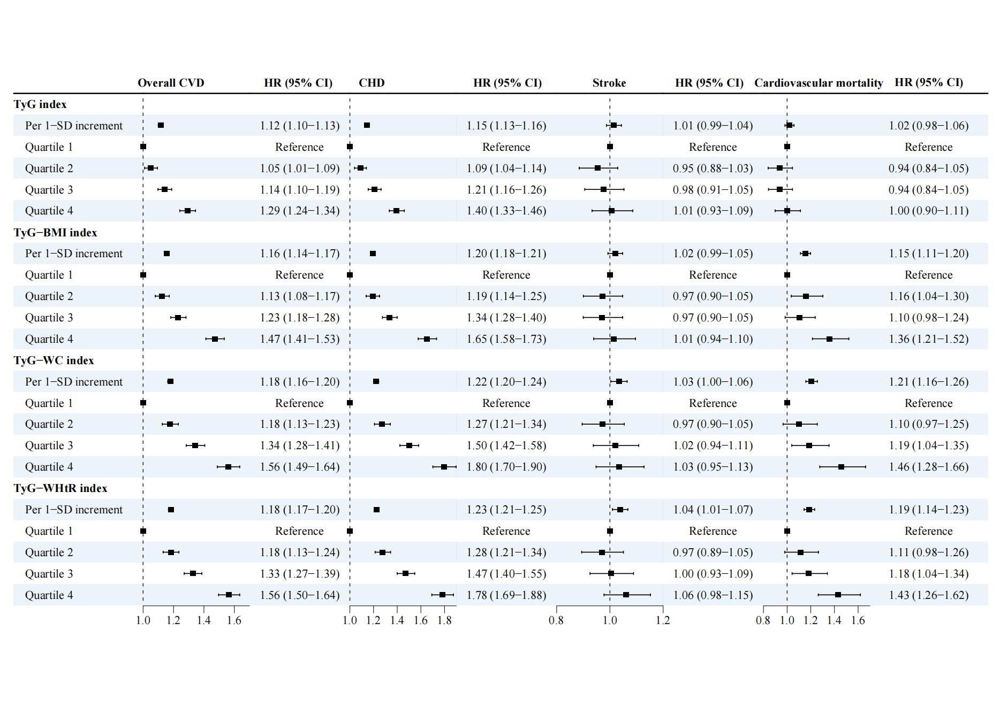 Overall CVD HR (95% CI) CHD HR (95% CI) Stroke HR (95% CI) Cardiovascular mortality HR (95% CI)
TyG index
Per 1−SD increment 1.12 (1.10−1.13) 1.15 (1.13−1.16) 1.01 (0.99−1.04) 1.02 (0.98−1.06)
Quartile 1 Reference Reference Reference Reference
Quartile 2 1.05 (1.01−1.09) 1.09 (1.04−1.14) 0.95 (0.88−1.03) 0.94 (0.84−1.05)
Quartile 3 1.14 (1.10−1.19) 1.21 (1.16−1.26) 0.98 (0.91−1.05) 0.94 (0.84−1.05)
Quartile 4 1.29 (1.24−1.34) 1.40 (1.33−1.46) 1.01 (0.93−1.09) 1.00 (0.90−1.11)
TyG−BMI index
Per 1−SD increment 1.16 (1.14−1.17) 1.20 (1.18−1.21) 1.02 (0.99−1.05) 1.15 (1.11−1.20)
Quartile 1 Reference Reference Reference Reference
Quartile 2 1.13 (1.08−1.17) 1.19 (1.14−1.25) 0.97 (0.90−1.05) 1.16 (1.04−1.30)
Quartile 3 1.23 (1.18−1.28) 1.34 (1.28−1.40) 0.97 (0.90−1.05) 1.10 (0.98−1.24)
Quartile 4 1.47 (1.41−1.53) 1.65 (1.58−1.73) 1.01 (0.94−1.10) 1.36 (1.21−1.52)
TyG−WC index
Per 1−SD increment 1.18 (1.16−1.20) 1.22 (1.20−1.24) 1.03 (1.00−1.06) 1.21 (1.16−1.26)
Quartile 1 Reference Reference Reference Reference
Quartile 2 1.18 (1.13−1.23) 1.27 (1.21−1.34) 0.97 (0.90−1.05) 1.10 (0.97−1.25)
Quartile 3 1.34 (1.28−1.41) 1.50 (1.42−1.58) 1.02 (0.94−1.11) 1.19 (1.04−1.35)
Quartile 4 1.56 (1.49−1.64) 1.80 (1.70−1.90) 1.03 (0.95−1.13) 1.46 (1.28−1.66)
TyG−WHtR index
Per 1−SD increment 1.18 (1.17−1.20) 1.23 (1.21−1.25) 1.04 (1.01−1.07) 1.19 (1.14−1.23)
Quartile 1 Reference Reference Reference Reference
Quartile 2 1.18 (1.13−1.24) 1.28 (1.21−1.34) 0.97 (0.89−1.05) 1.11 (0.98−1.26)
Quartile 3 1.33 (1.27−1.39) 1.47 (1.40−1.55) 1.00 (0.93−1.09) 1.18 (1.04−1.34)
Quartile 4 1.56 (1.50−1.64) 1.78 (1.69−1.88) 1.06 (0.98−1.15) 1.43 (1.26−1.62)
1.0 1.2 1.4 1.6 1.0 1.2 1.4 1.6 1.8 0.8 1.0 1.2 0.8 1.0 1.2 1.4 1.6